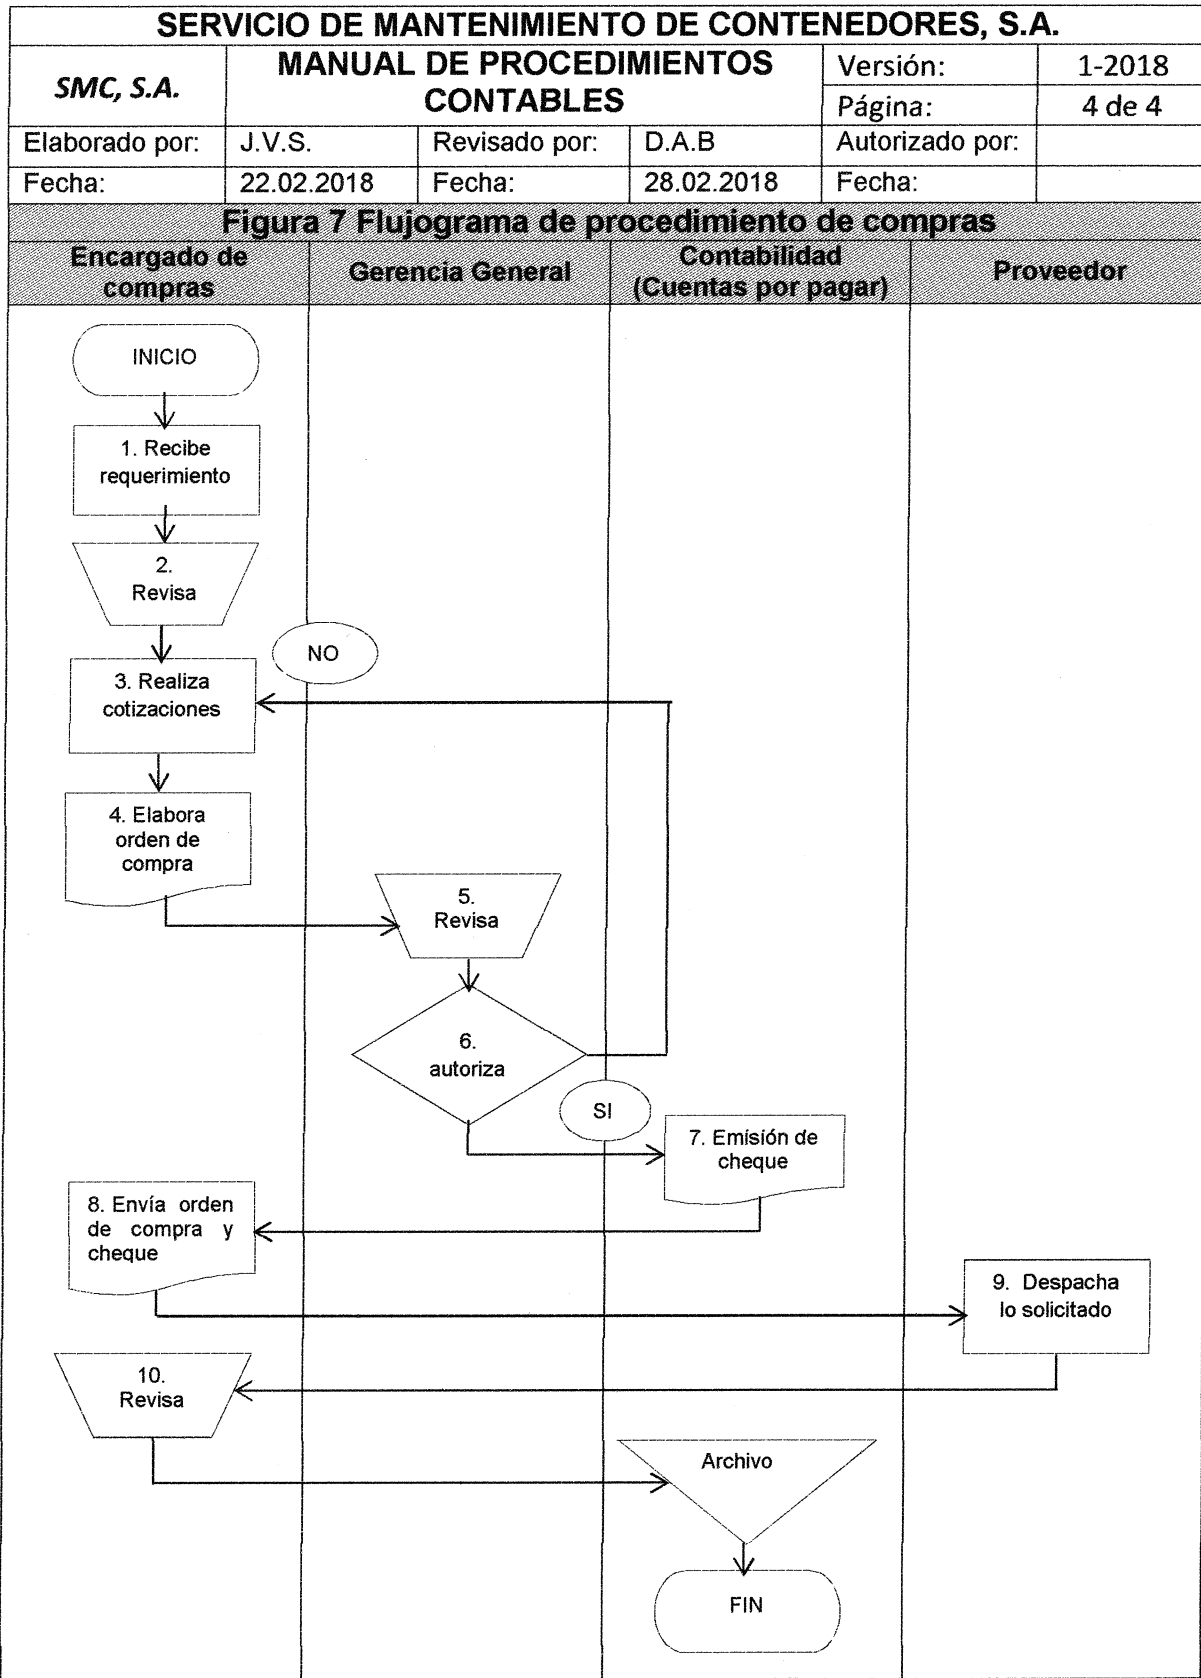 SERVICIO DE MANTENIMIENTO DE CONTENEDORES, S.A.
SMC, S.A.
MANUAL DE PROCEDIMIENTOS
CONTABLES
Versión: 1-2018
Página: 4 de 4
Elaborado por: J.V.S. Revisado por: D.A.B Autorizado por:
Fecha: 22.02.2018 Fecha: 28.02.2018 Fecha:
Figura 7 Flujograma de procedimiento de compras
Encargado de
compras
Gerencia General
Contabilidad
(Cuentas por pagar)
Proveedor
INICIO
1. Recibe
requerimiento
2.
Revisa
NO
3. Realiza
cotizaciones
4. Elabora
orden de
compra
5.
Revisa
6.
autoriza
SI
7. Emisión de
cheque
8. Envía orden
de compra y
cheque
9. Despacha
lo solicitado
10.
Revisa
Archivo
FIN